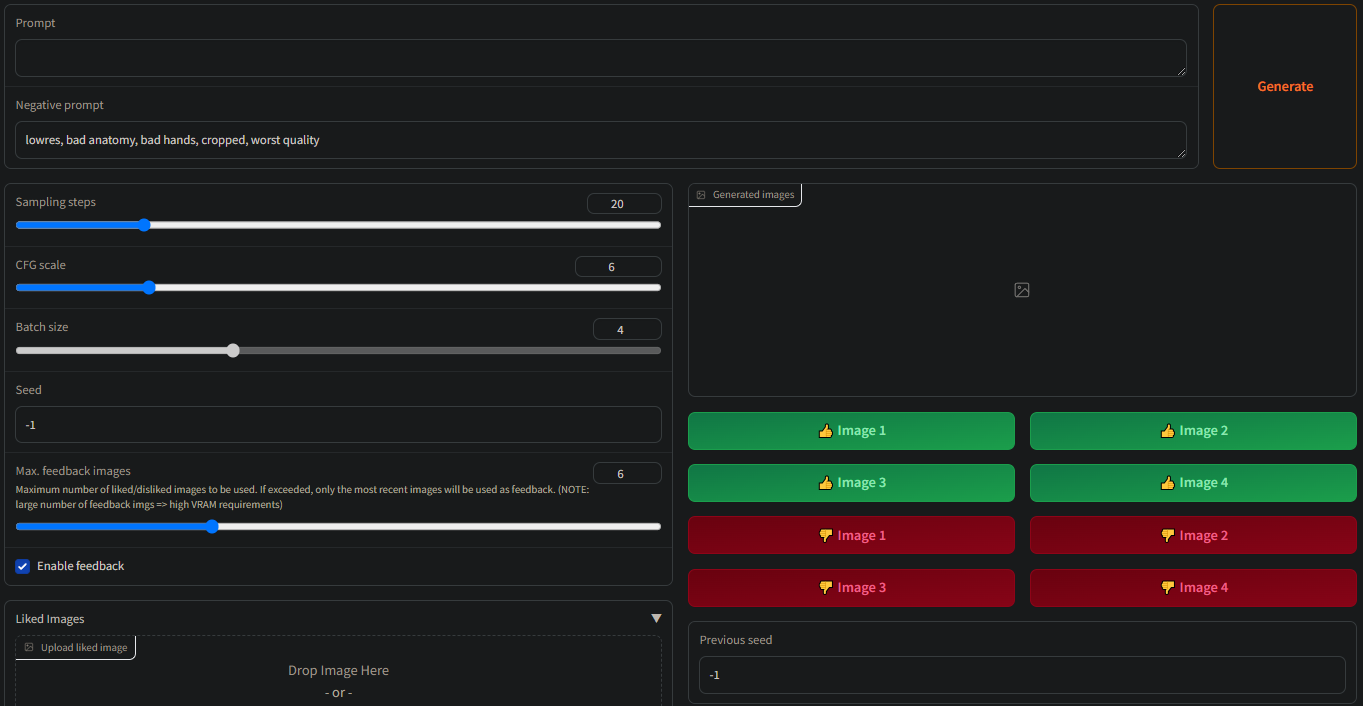 Prompt
Generate
Negative prompt
lowres, bad anatomy, bad hands, cropped, worst quality
Sampling steps
20
CFG scale
6
Batch size
4
Seed
-1
Max. feedback images
6
Maximum number of liked/disliked images to be used. If exceeded, only the most recent images will be used as feedback. (NOTE:
large number of feedback imgs => high VRAM requirements)
Enable feedback
Liked Images
Upload liked image
Drop Image Here
- or -
Generated images
👍 Image 1
👍 Image 2
👍 Image 3
👍 Image 4
👎 Image 1
👎 Image 2
👎 Image 3
👎 Image 4
Previous seed
-1